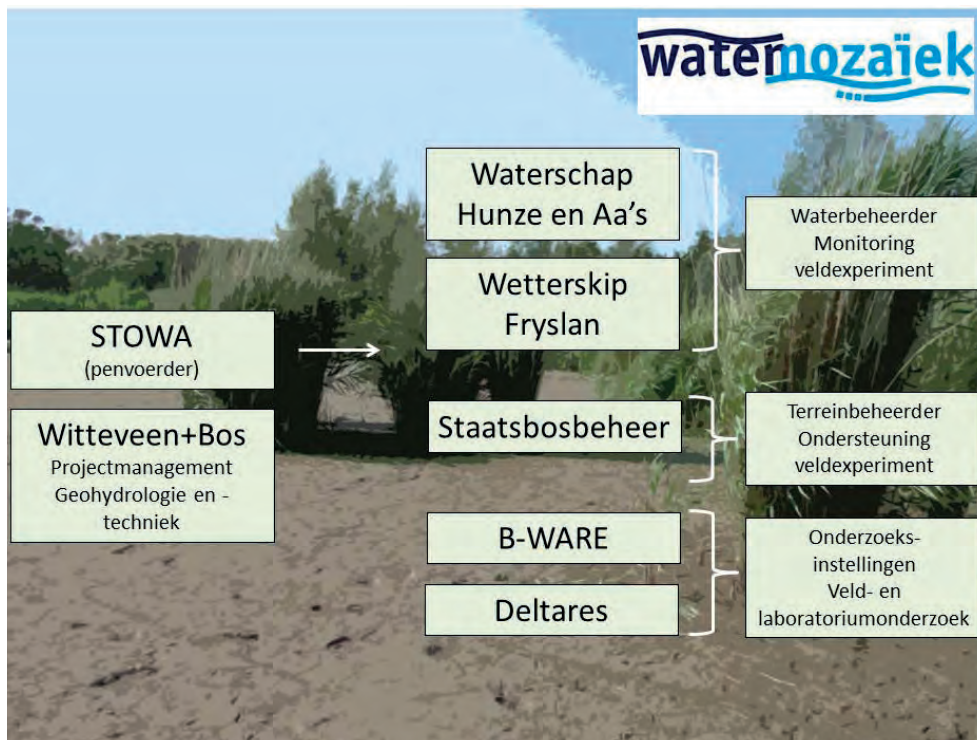 watermozaïek
Waterschap
Hunze en Aa's
Wetterskip
Fryslan
Waterbeheerder
Monitoring
veldexperiment
STOWA
(penvoerder)
Witteveen+Bos
Projectmanagement
Geohydrologie en -
techniek
Staatsbosbeheer
Terreinbeheerder
Ondersteuning
veldexperiment
B-WARE
Deltares
Onderzoeks-
instellingen
Veld- en
laboratoriumonderzoek